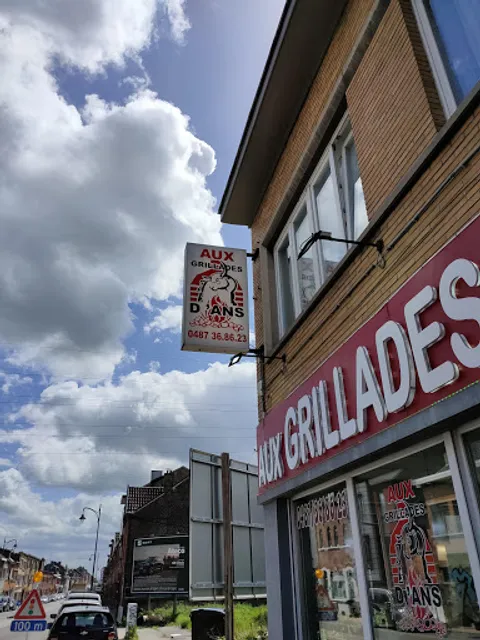 AUX
GRILLADES
D'ANS
0487 36.86.23
AUX GRILLADES
AUX
GRILLADES
D'ANS
100 m